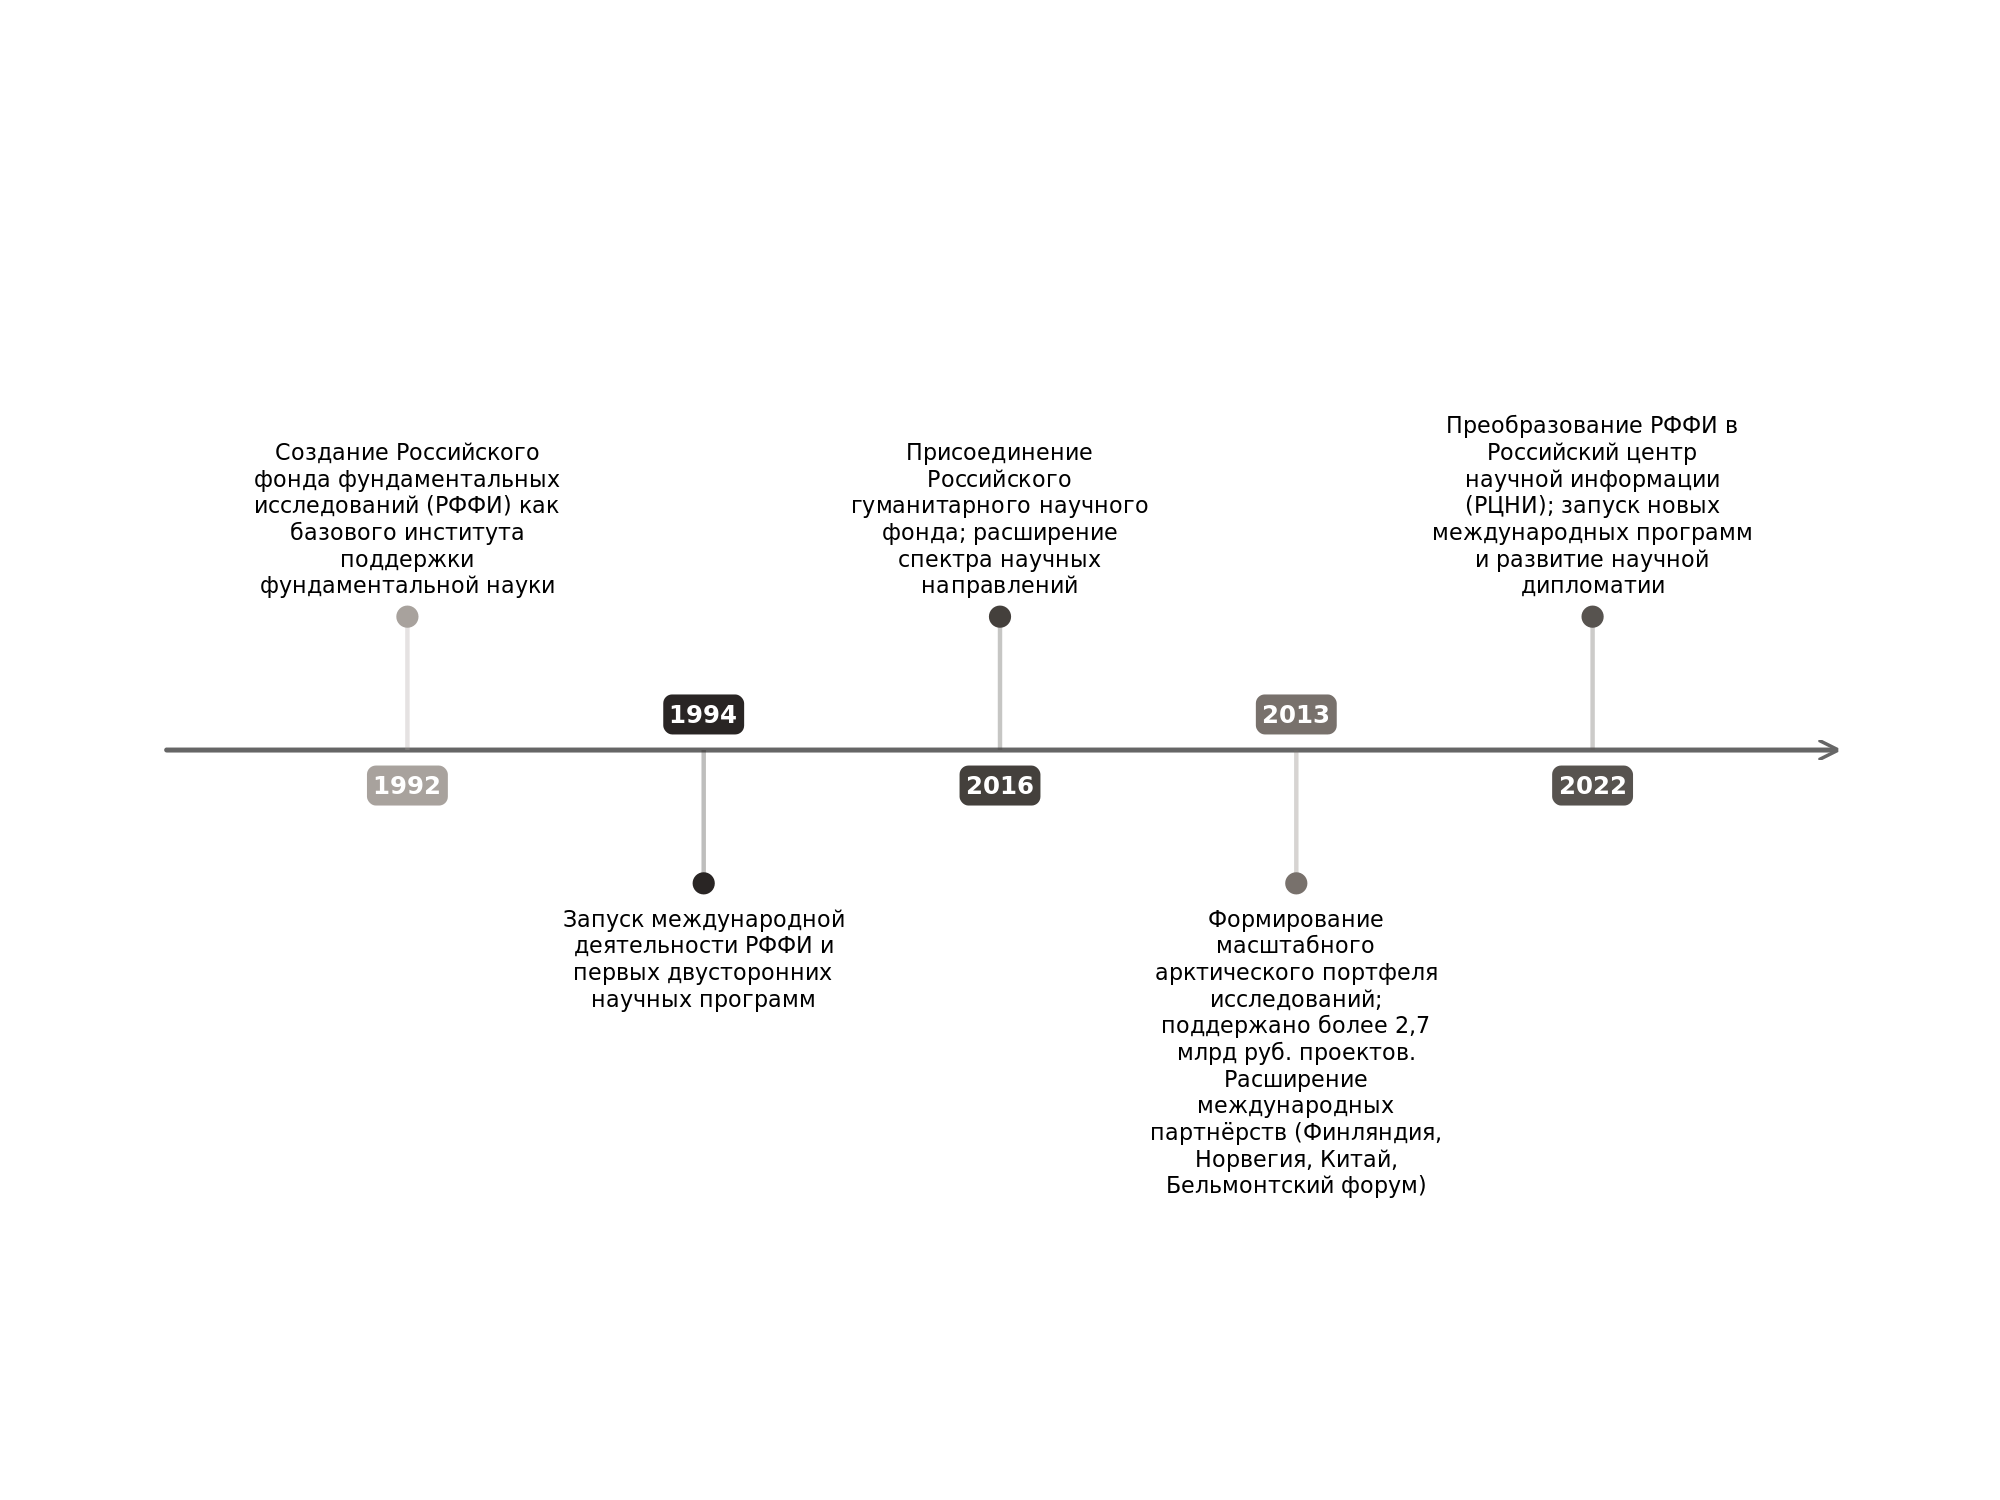 Создание Российского
фонда фундаментальных
исследований (РФФИ) как
базового института
поддержки
фундаментальной науки
1992
1994
Запуск международной
деятельности РФФИ и
первых двусторонних
научных программ
Присоединение
Российского
гуманитарного научного
фонда; расширение
спектра научных
направлений
2016
2013
Формирование
масштабного
арктического портфеля
исследований;
поддержано более 2,7
млрд руб. проектов.
Расширение
международных
партнёрств (Финляндия,
Норвегия, Китай,
Бельмонтский форум)
Преобразование РФФИ в
Российский центр
научной информации
(РЦНИ); запуск новых
международных программ
и развитие научной
дипломатии
2022